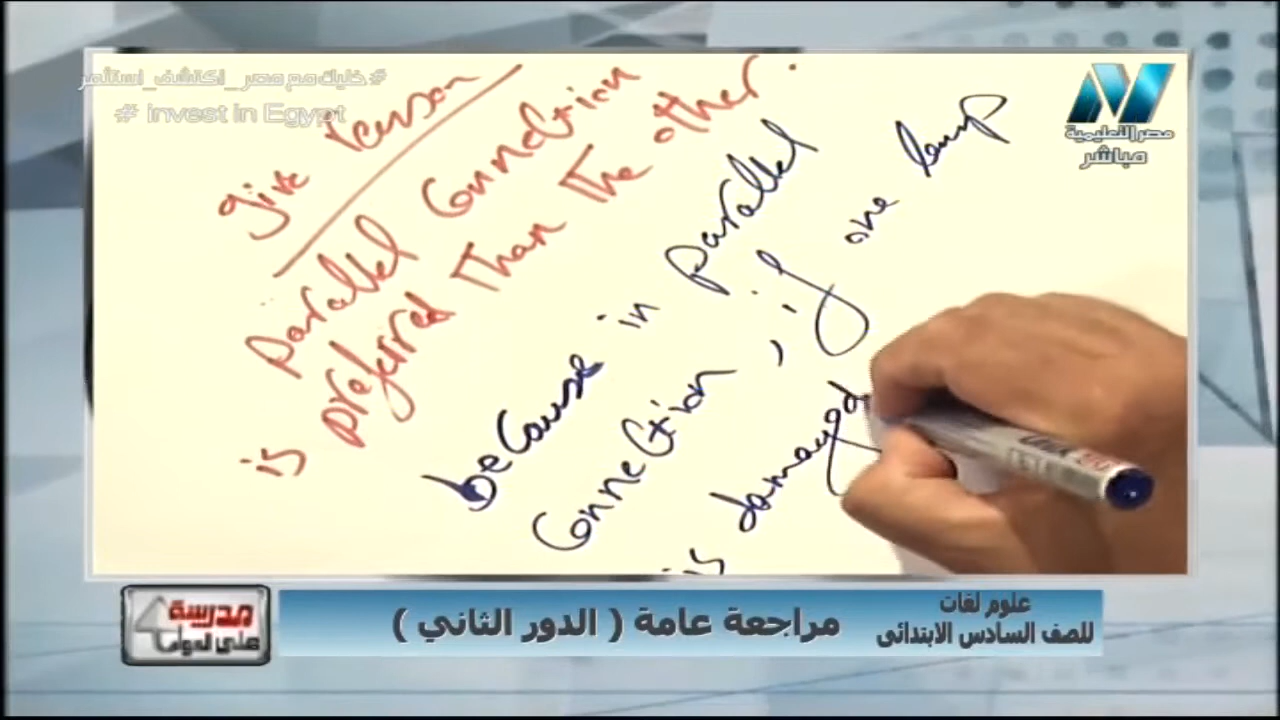 #خليك_مع_مصر_اكتشف_استثمر
# invest in Egypt
مصر التعليمية
مباشر
give reason
parallel Connection
is preferred than the other.
because in parallel
Connection, if one lamp
is damaged
مدرسة
على الهواء
مراجعة عامة ( الدور الثاني )
علوم لغات
للصف السادس الابتدائى